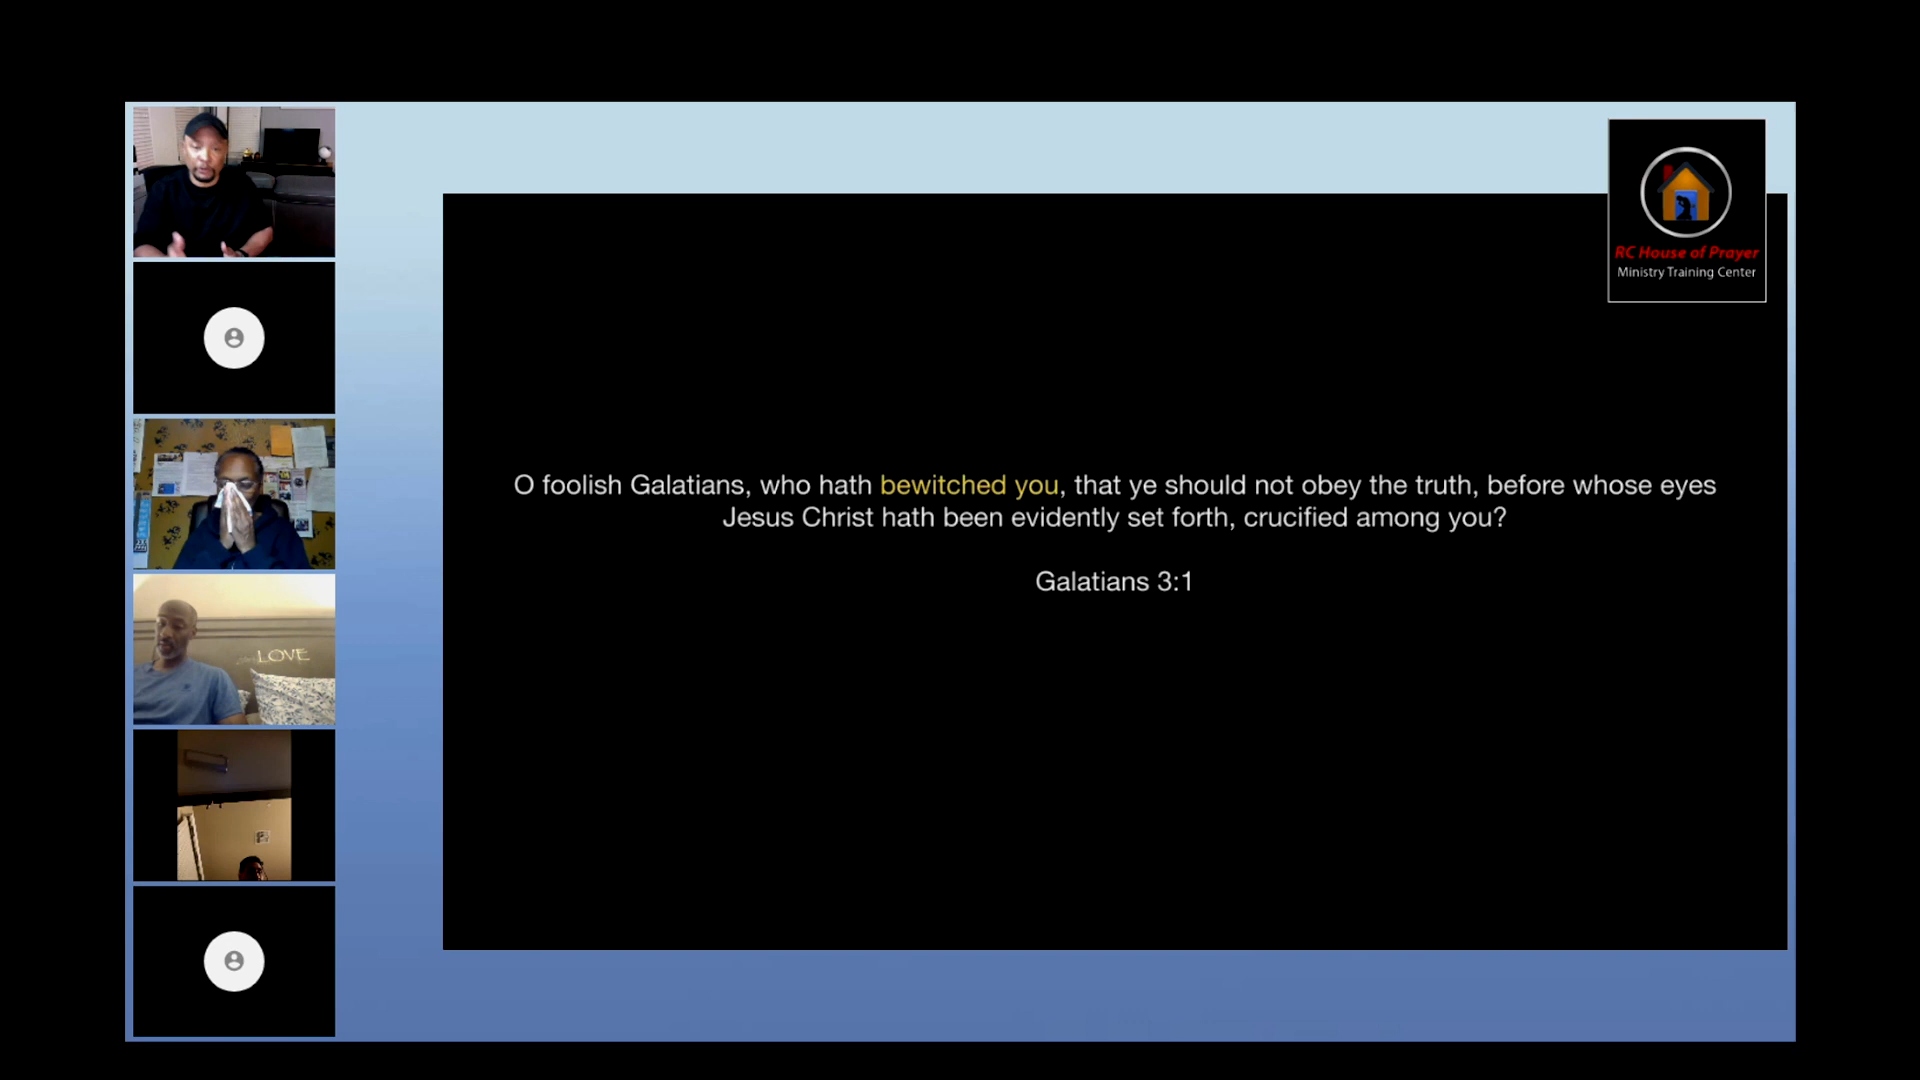 RC House of Prayer
Ministry Training Center
O foolish Galatians, who hath bewitched you, that ye should not obey the truth, before whose eyes
Jesus Christ hath been evidently set forth, crucified among you?
Galatians 3:1
LOVE